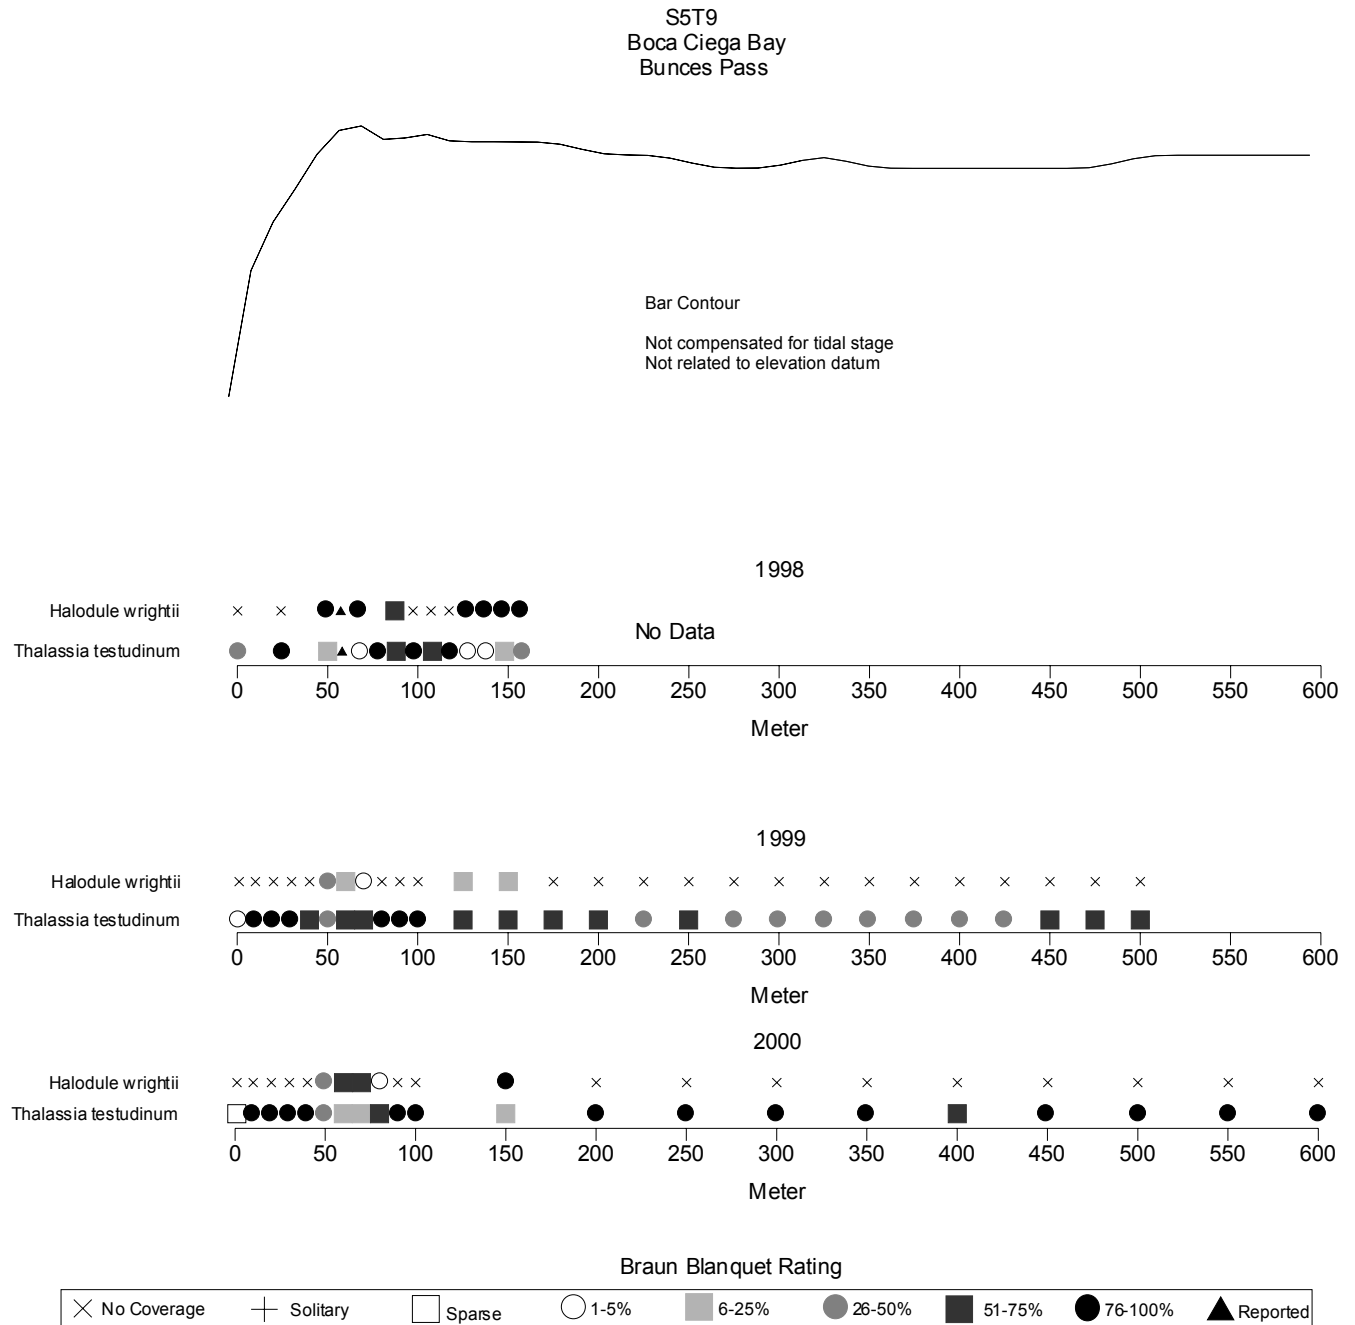 S5T9
Boca Ciega Bay
Bunces Pass
Bar Contour
Not compensated for tidal stage
Not related to elevation datum
1998
Halodule wrightii
No Data
Thalassia testudinum
0 50 100 150 200 250 300 350 400 450 500 550 600
Meter
1999
Halodule wrightii
Thalassia testudinum
0 50 100 150 200 250 300 350 400 450 500 550 600
Meter
2000
Halodule wrightii
Thalassia testudinum
0 50 100 150 200 250 300 350 400 450 500 550 600
Meter
Braun Blanquet Rating
No Coverage Solitary Sparse 1-5% 6-25% 26-50% 51-75% 76-100% Reported